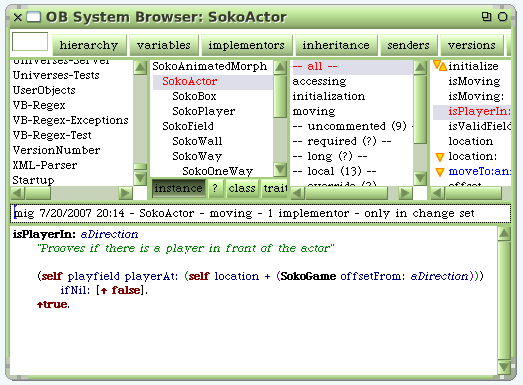 OB System Browser: SokoActor
hierarchy variables implementors inheritance senders versions
Universes-Server
Universes-Tests
UserObjects
VB-Regex
VB-Regex-Exceptions
VB-Regex-Test
VersionNumber
XML-Parser
Startup
SokoAnimatedMorph
SokoActor
SokoBox
SokoPlayer
SokoField
SokoWall
SokoWay
SokoOneWay
instance ? class trait
-- all --
accessing
initialization
moving
-- uncommented (9) --
-- required (?) --
-- long (?) --
-- local (13) --
-- override (2) --
initialize
isMoving
isMoving:
isPlayerIn:
isValidField
location
location:
moveTo:ani
offset
mig 7/20/2007 20:14 - SokoActor - moving - 1 implementor - only in change set
isPlayerIn: aDirection
"Prooves if there is a player in front of the actor"
(self playfield playerAt: (self location + (SokoGame offsetFrom: aDirection)))
ifNil: [↑ false].
↑true.